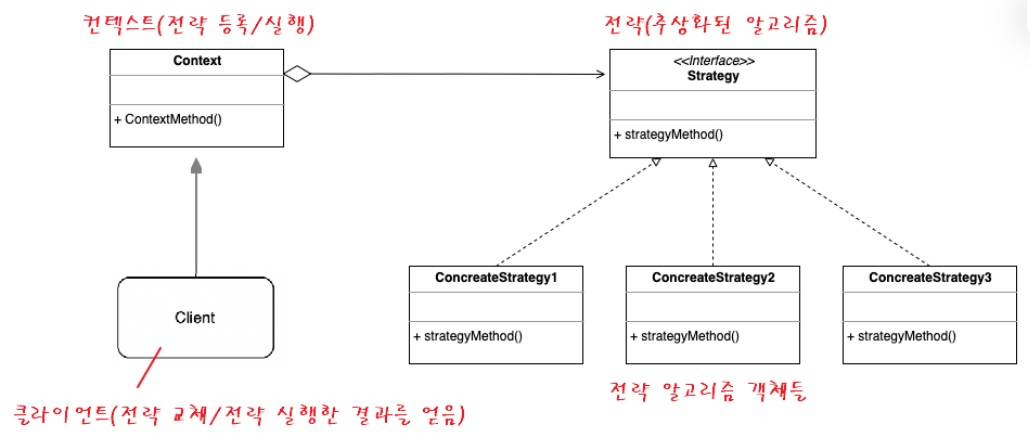 컨텍스트(전략 등록/실행)
전략(추상화된 알고리즘)
Context
+ ContextMethod()
<<Interface>>
Strategy
+ strategyMethod()
ConcreateStrategy1
+ strategyMethod()
ConcreateStrategy2
+ strategyMethod()
ConcreateStrategy3
+ strategyMethod()
Client
전략 알고리즘 객체들
클라이언트(전략 교체/전략 실행한 결과를 얻음)